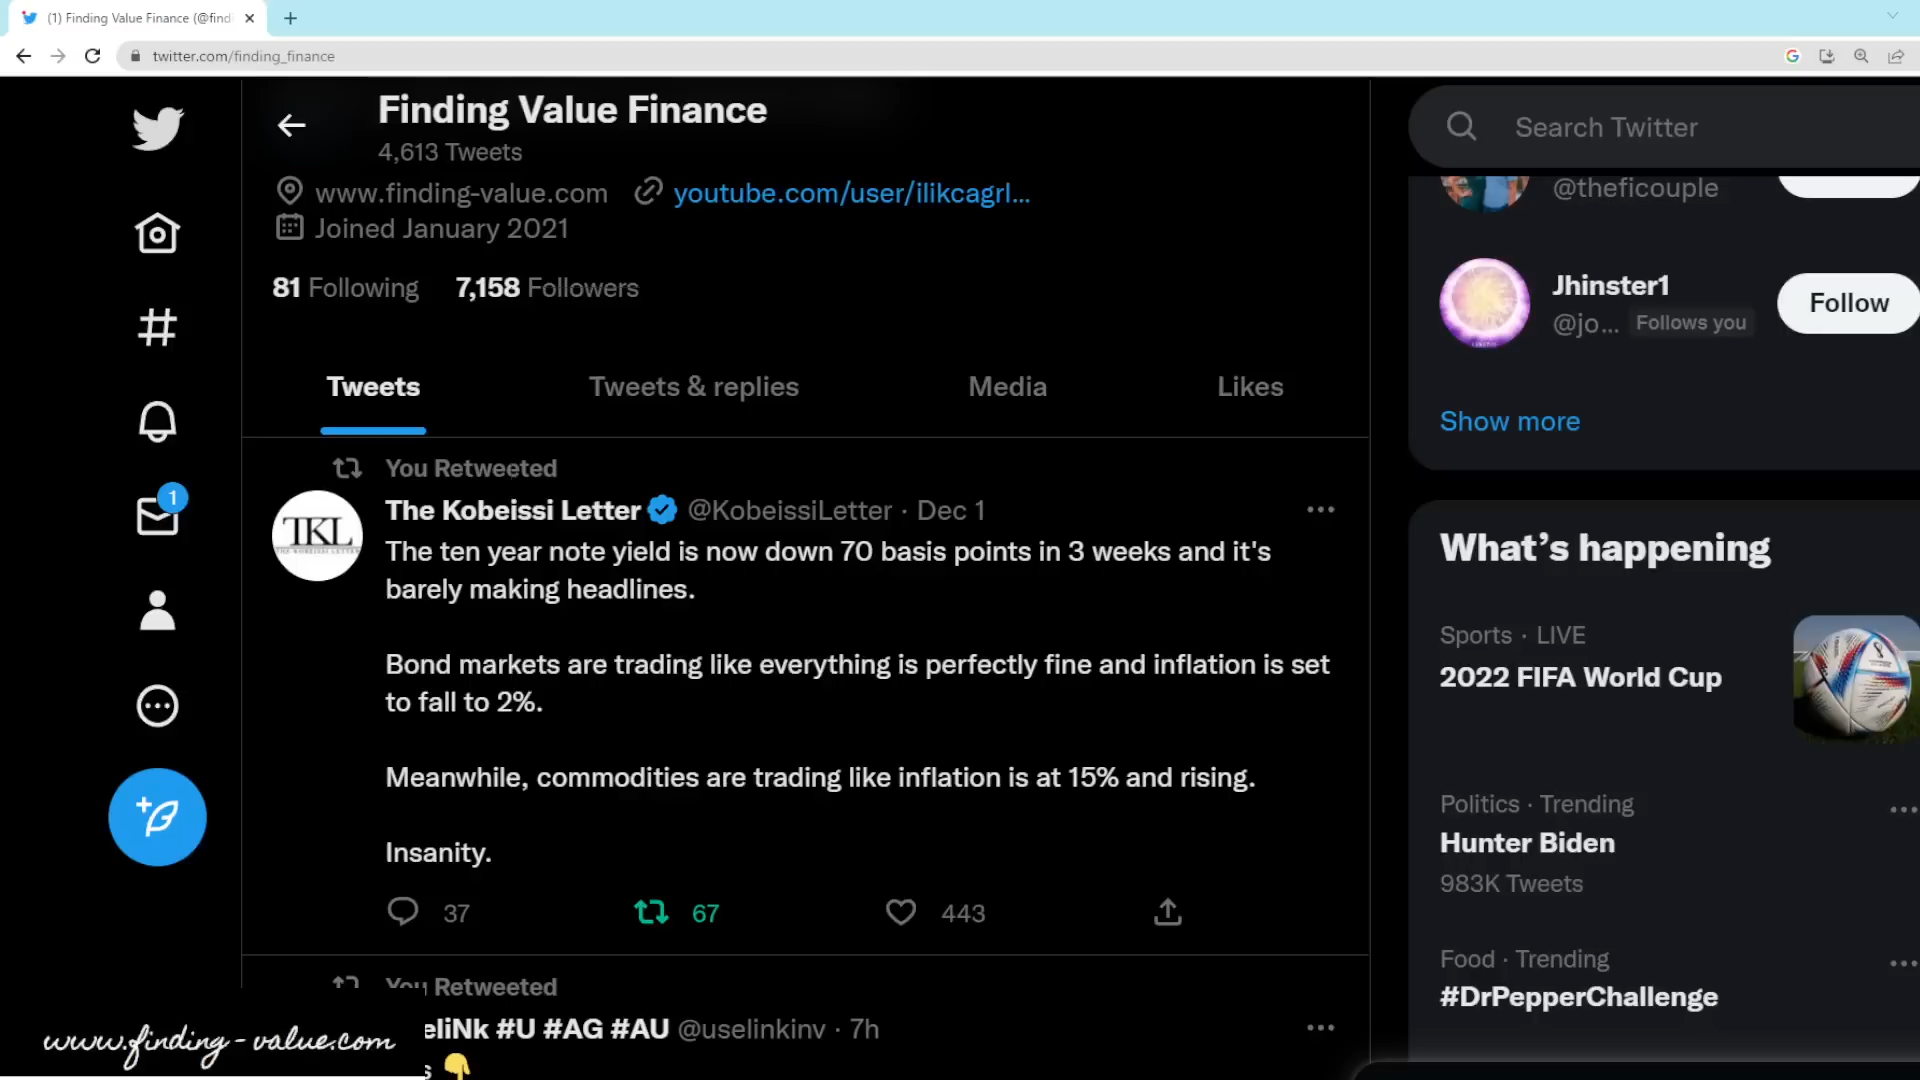 (1) Finding Value Finance (@find
twitter.com/finding_finance
Finding Value Finance
4,613 Tweets
www.finding-value.com youtube.com/user/ilikcagrl...
Joined January 2021
81 Following 7,158 Followers
Tweets Tweets & replies Media Likes
You Retweeted
The Kobeissi Letter @KobeissiLetter · Dec 1
TKL
THE KOBEISSI LETTER
The ten year note yield is now down 70 basis points in 3 weeks and it's
barely making headlines.
Bond markets are trading like everything is perfectly fine and inflation is set
to fall to 2%.
Meanwhile, commodities are trading like inflation is at 15% and rising.
Insanity.
37 67 443
You Retweeted
eliNk #U #AG #AU @uselinkinv · 7h
s
1
www.finding-value.com
Search Twitter
@theficouple
Jhinster1
@jo... Follows you
Follow
Show more
What's happening
Sports · LIVE
2022 FIFA World Cup
Politics · Trending
Hunter Biden
983K Tweets
Food · Trending
#DrPepperChallenge